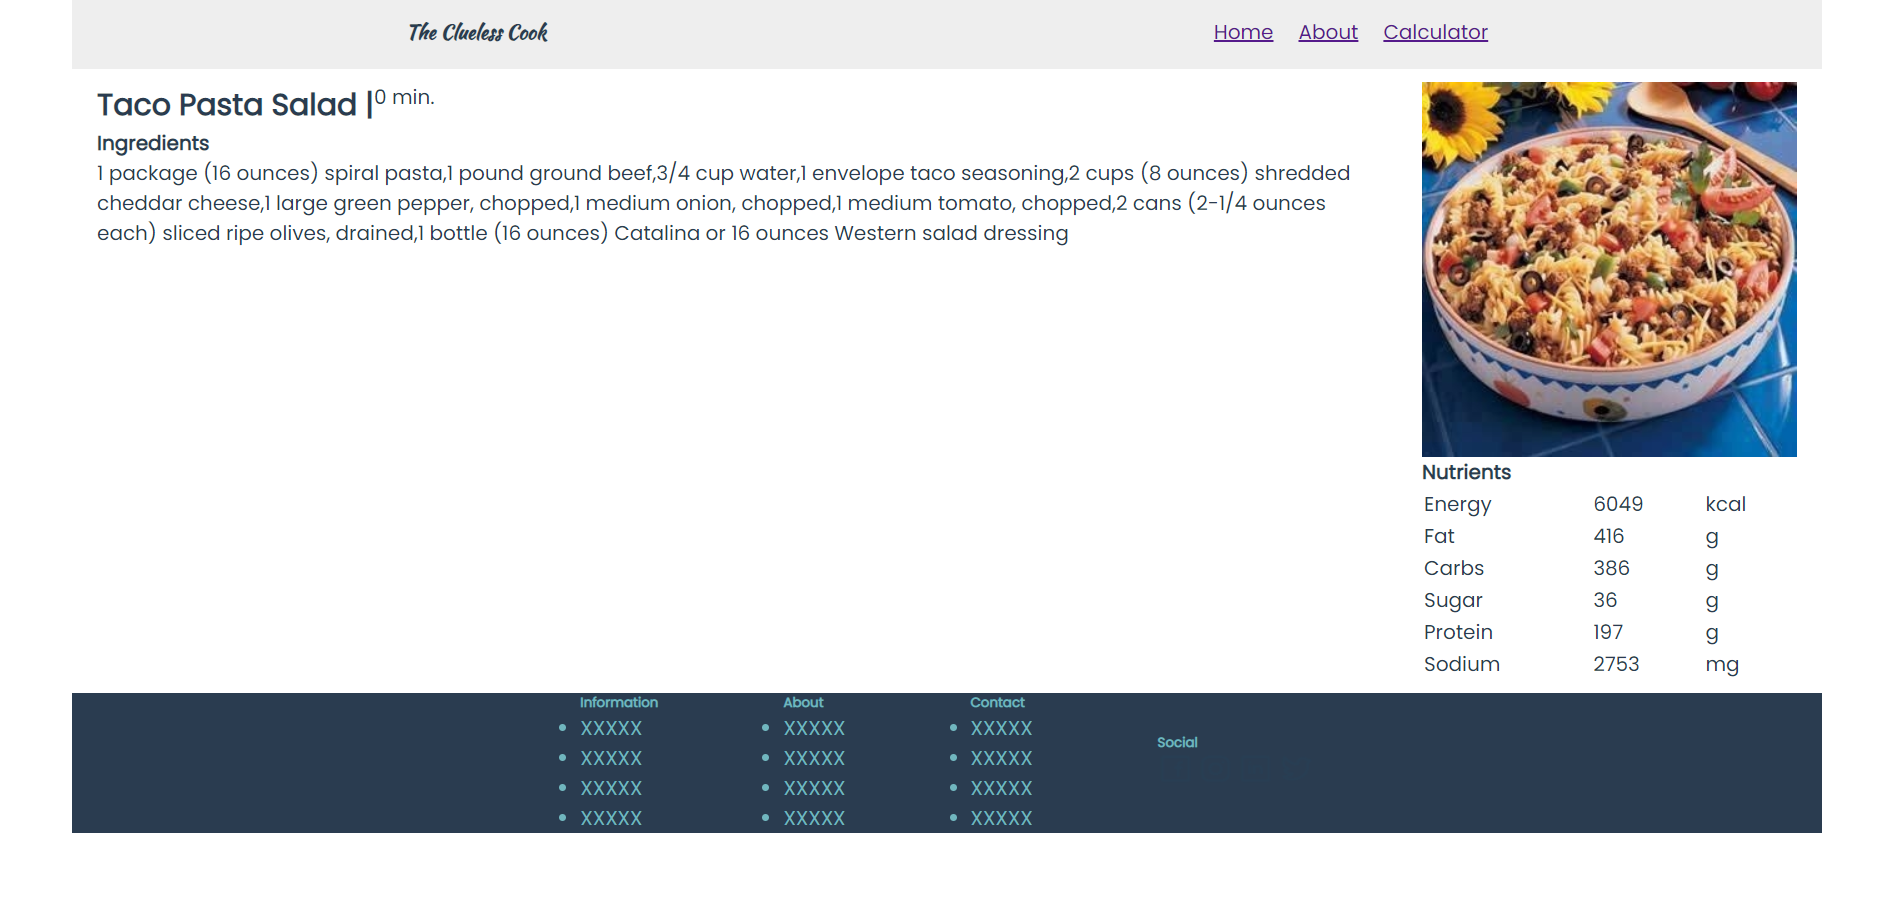 The Clueless Cook
Home About Calculator
Taco Pasta Salad |0 min.
Ingredients
1 package (16 ounces) spiral pasta,1 pound ground beef,3/4 cup water,1 envelope taco seasoning,2 cups (8 ounces) shredded
cheddar cheese,1 large green pepper, chopped,1 medium onion, chopped,1 medium tomato, chopped,2 cans (2-1/4 ounces
each) sliced ripe olives, drained,1 bottle (16 ounces) Catalina or 16 ounces Western salad dressing
Nutrients
Energy 6049 kcal
Fat 416 g
Carbs 386 g
Sugar 36 g
Protein 197 g
Sodium 2753 mg
Information
XXXXX
XXXXX
XXXXX
XXXXX
About
XXXXX
XXXXX
XXXXX
XXXXX
Contact
XXXXX
XXXXX
XXXXX
XXXXX
Social